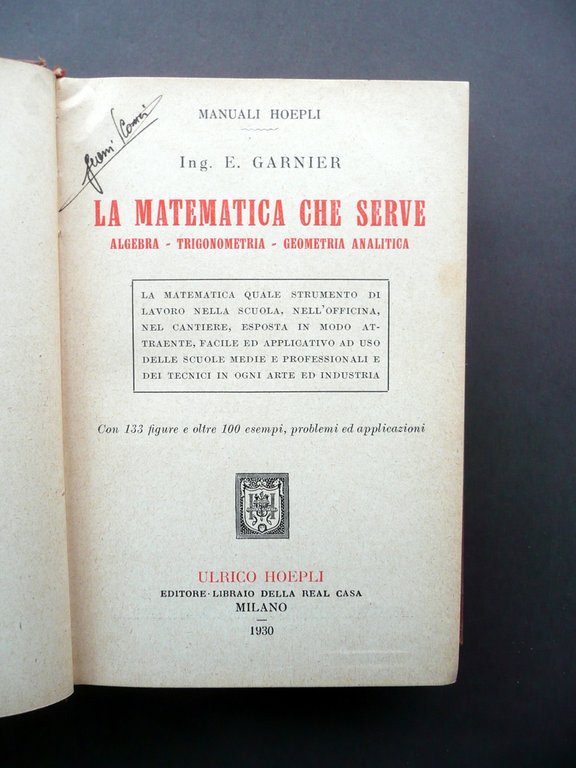 MANUALI HOEPLI
Ing. E. GARNIER
LA MATEMATICA CHE SERVE
ALGEBRA - TRIGONOMETRIA - GEOMETRIA ANALITICA
LA MATEMATICA QUALE STRUMENTO DI
LAVORO NELLA SCUOLA, NELL'OFFICINA,
NEL CANTIERE, ESPOSTA IN MODO AT-
TRAENTE, FACILE ED APPLICATIVO AD USO
DELLE SCUOLE MEDIE E PROFESSIONALI E
DEI TECNICI IN OGNI ARTE ED INDUSTRIA
Con 133 figure e oltre 100 esempi, problemi ed applicazioni
ULRICO HOEPLI
EDITORE-LIBRAIO DELLA REAL CASA
MILANO
1930